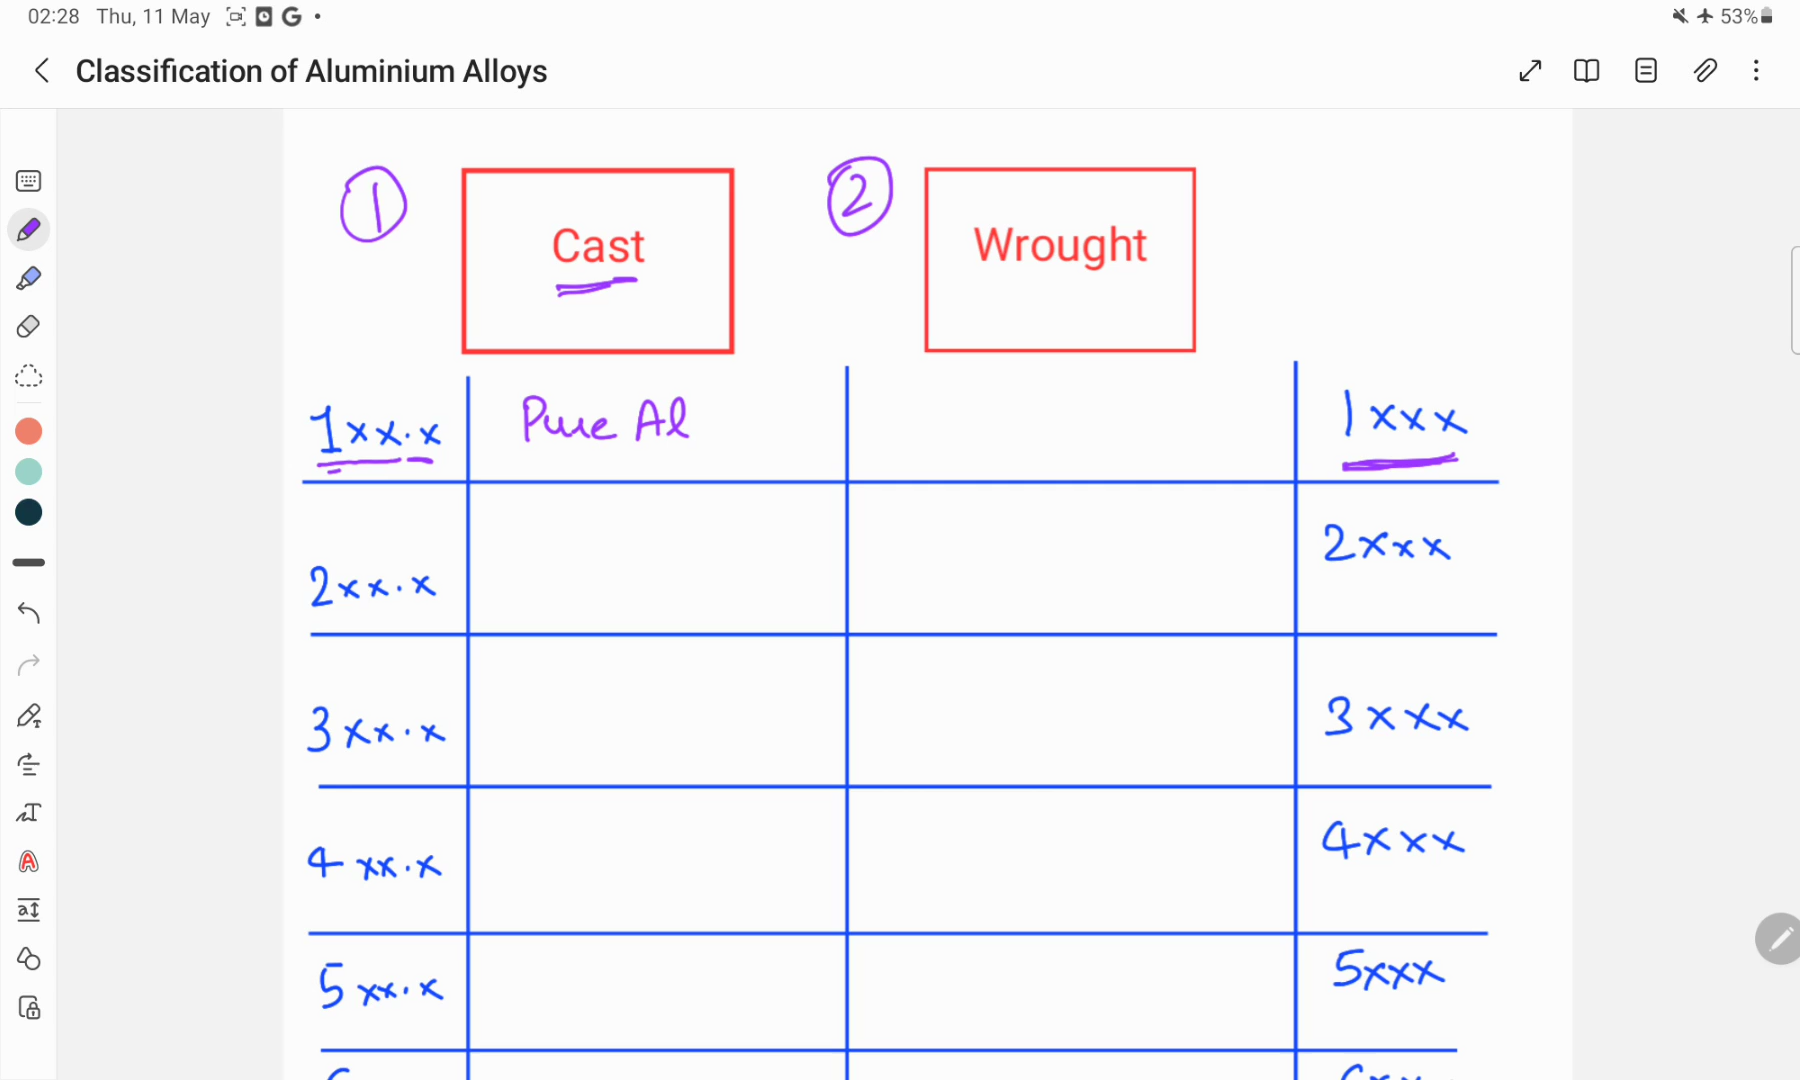 02:28 Thu, 11 May G • 53%
Classification of Aluminium Alloys
1 2
Cast Wrought
1xx.x Pure Al 1xxx
2xx.x 2xxx
3xx.x 3xxx
4xx.x 4xxx
5xx.x 5xxx